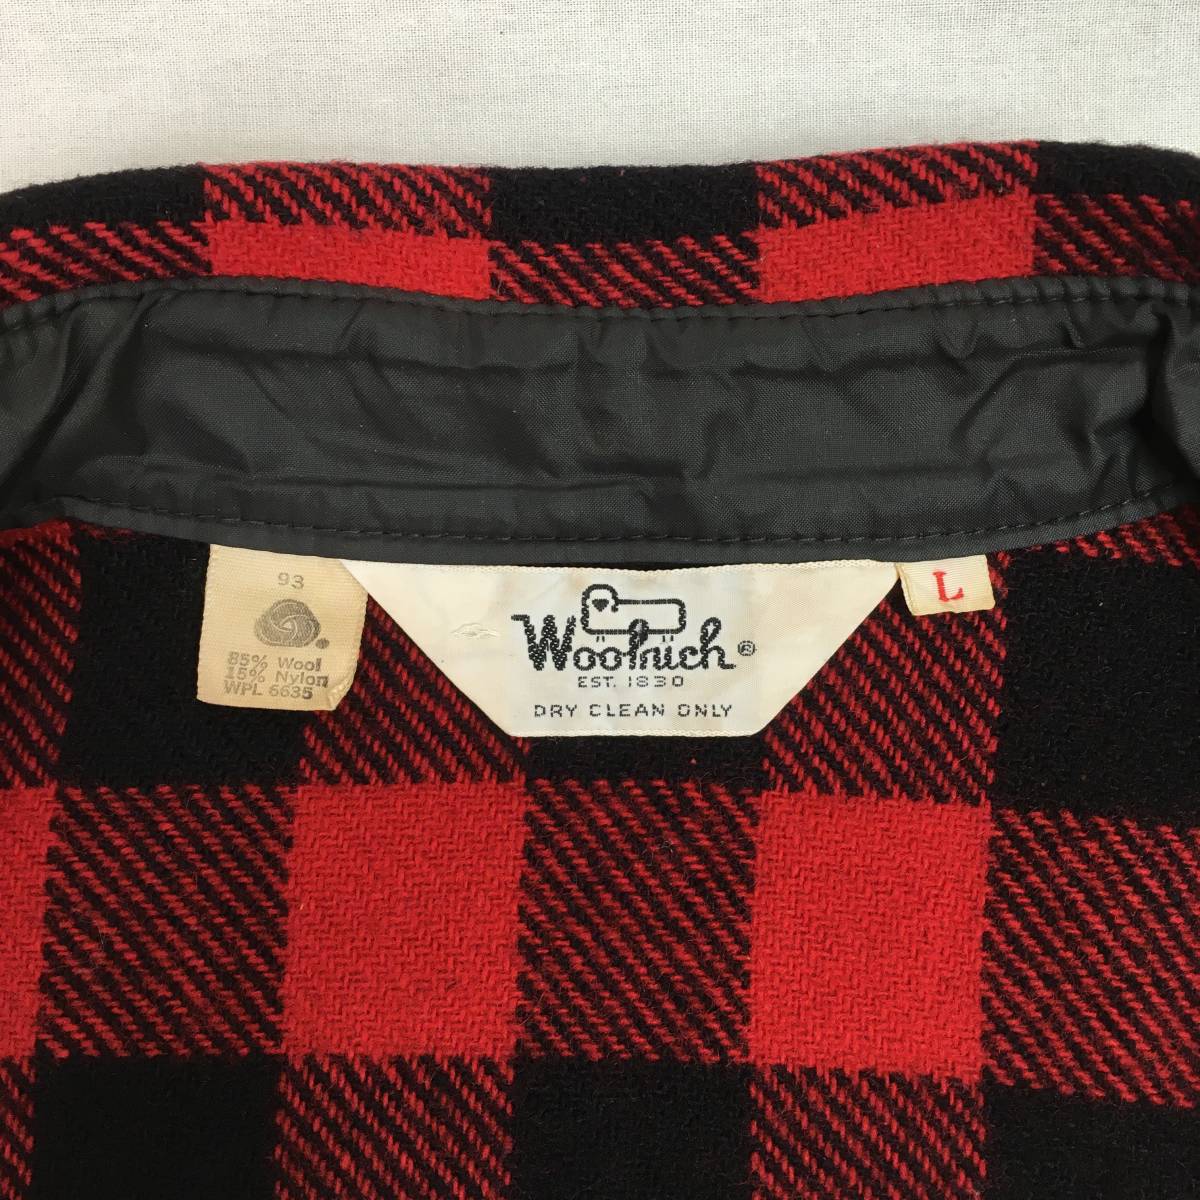 93
®
85% Wool
15% Nylon
WPL 6635
Woolrich®
EST. 1830
DRY CLEAN ONLY
L